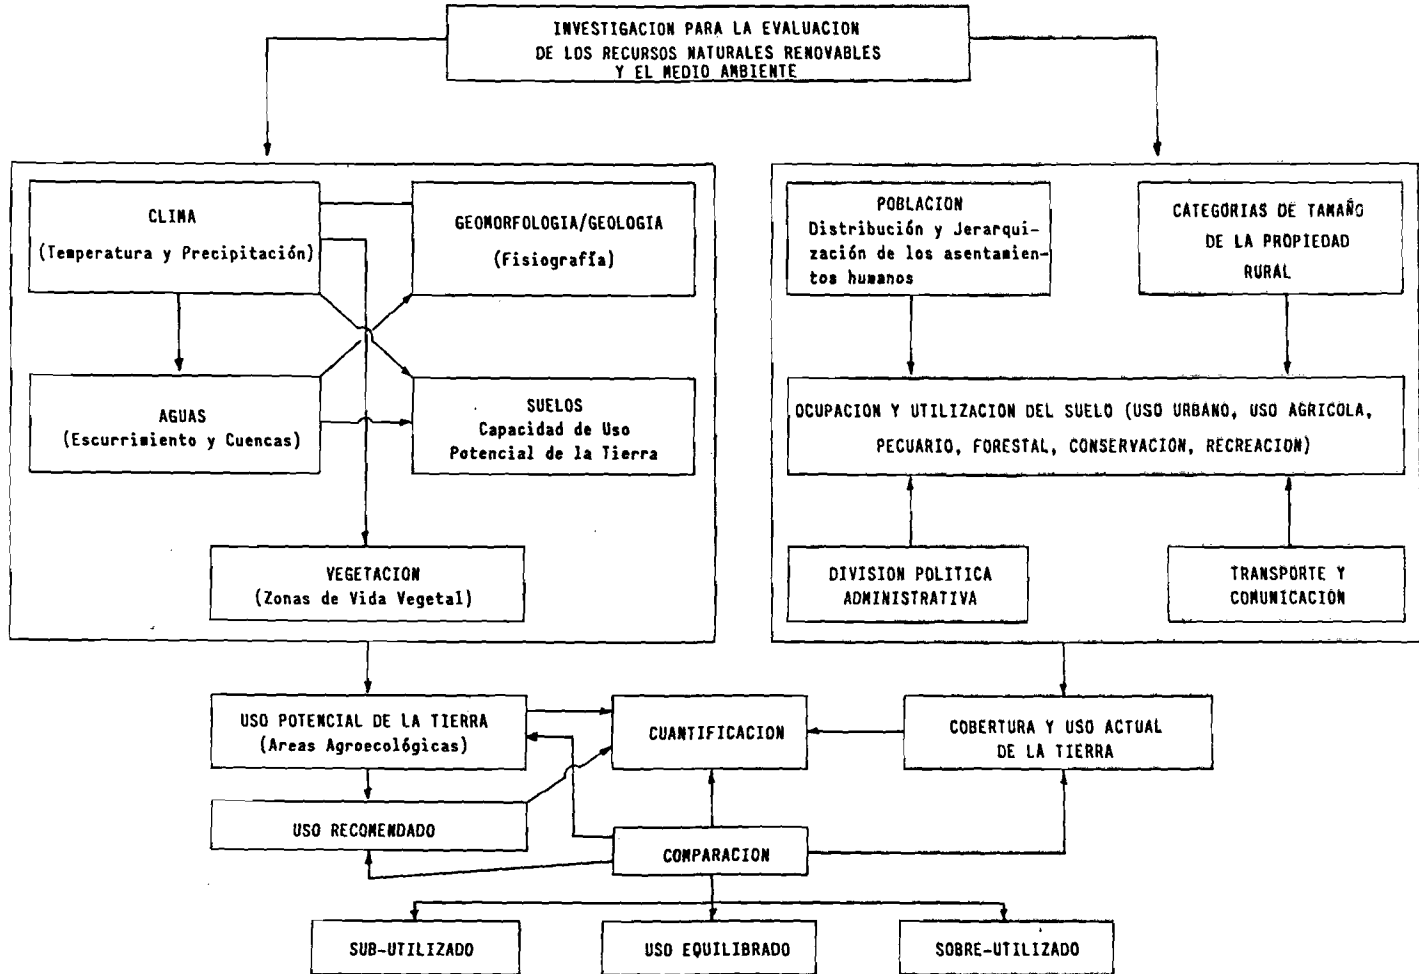 INVESTIGACION PARA LA EVALUACION
DE LOS RECURSOS NATURALES RENOVABLES
Y EL MEDIO AMBIENTE
CLIMA
(Temperatura y Precipitación)
GEOMORFOLOGIA/GEOLOGIA
(Fisiografía)
AGUAS
(Escurrimiento y Cuencas)
SUELOS
Capacidad de Uso
Potencial de la Tierra
VEGETACION
(Zonas de Vida Vegetal)
POBLACION
Distribución y Jerarqui-
zación de los asentamien-
tos humanos
CATEGORIAS DE TAMAÑO
DE LA PROPIEDAD
RURAL
OCUPACION Y UTILIZACION DEL SUELO (USO URBANO, USO AGRICOLA,
PECUARIO, FORESTAL, CONSERVACION, RECREACION)
DIVISION POLITICA
ADMINISTRATIVA
TRANSPORTE Y
COMUNICACIÓN
USO POTENCIAL DE LA TIERRA
(Areas Agroecológicas)
CUANTIFICACION
COBERTURA Y USO ACTUAL
DE LA TIERRA
USO RECOMENDADO
COMPARACION
SUB-UTILIZADO
USO EQUILIBRADO
SOBRE-UTILIZADO